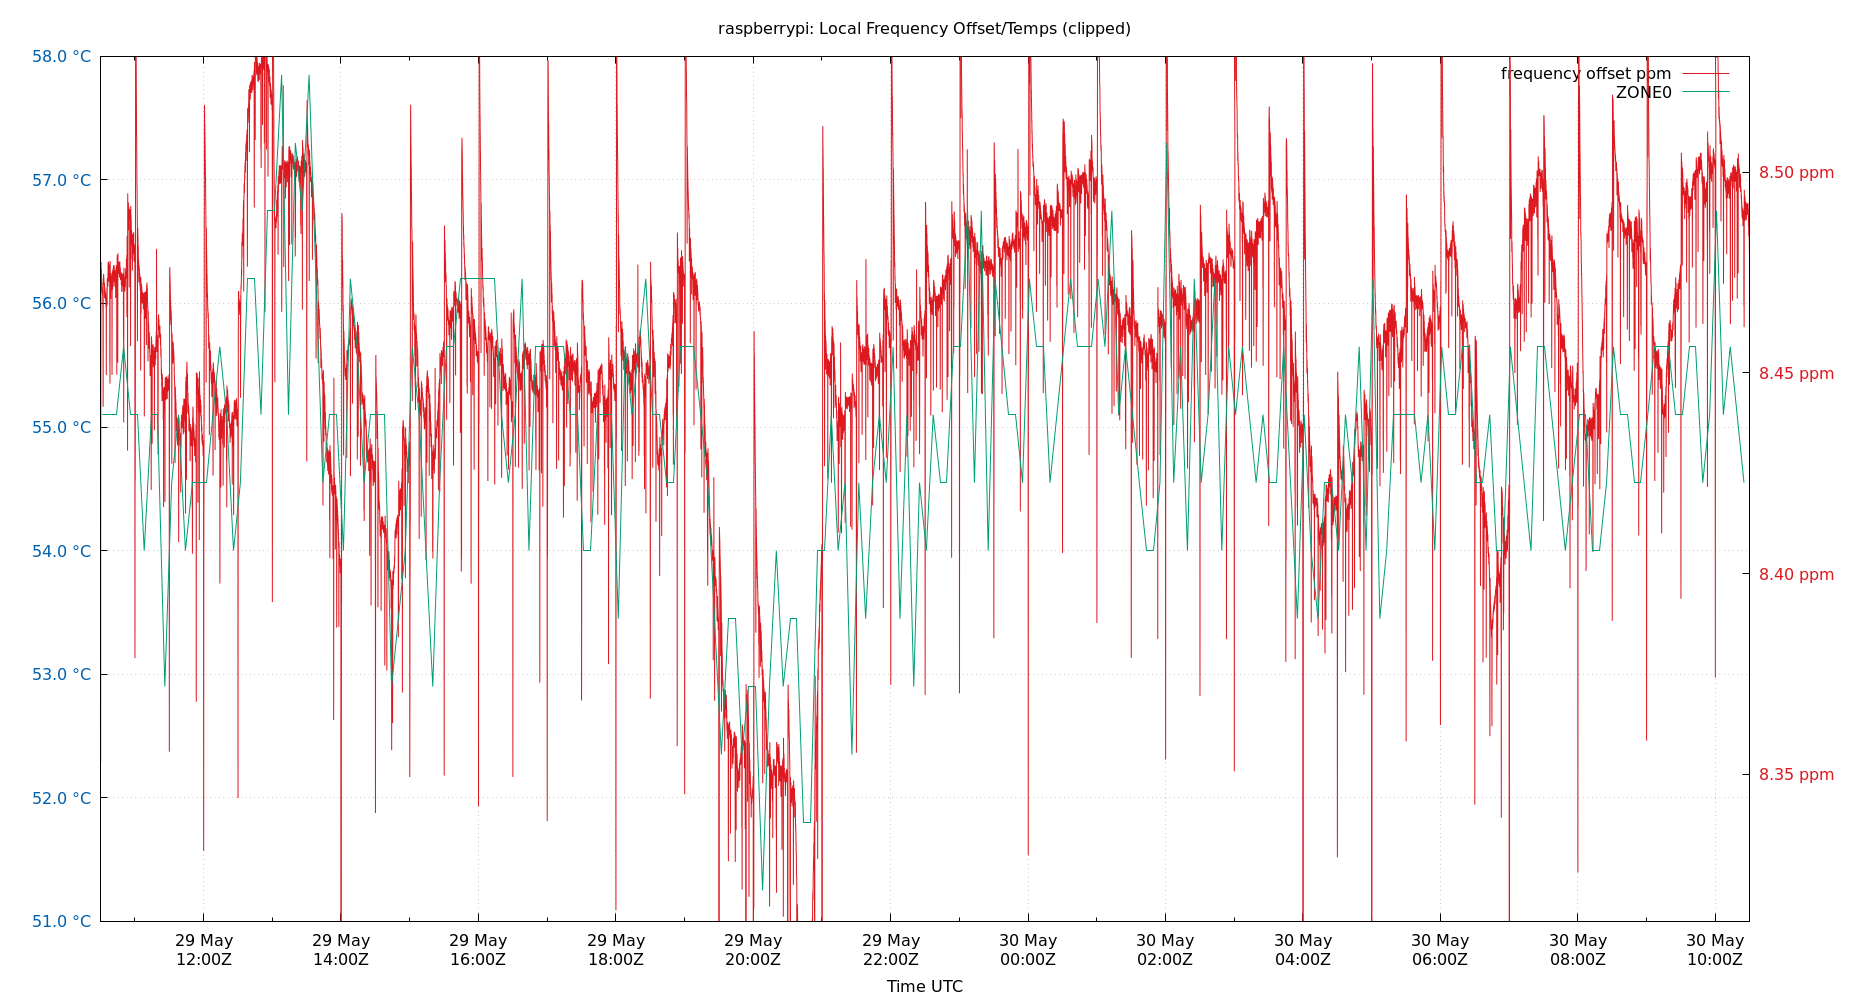 raspberrypi: Local Frequency Offset/Temps (clipped)
58.0 °C
57.0 °C
56.0 °C
55.0 °C
54.0 °C
53.0 °C
52.0 °C
51.0 °C
frequency offset ppm
ZONE0
8.50 ppm
8.45 ppm
8.40 ppm
8.35 ppm
29 May
12:00Z
29 May
14:00Z
29 May
16:00Z
29 May
18:00Z
29 May
20:00Z
29 May
22:00Z
30 May
00:00Z
30 May
02:00Z
30 May
04:00Z
30 May
06:00Z
30 May
08:00Z
30 May
10:00Z
Time UTC